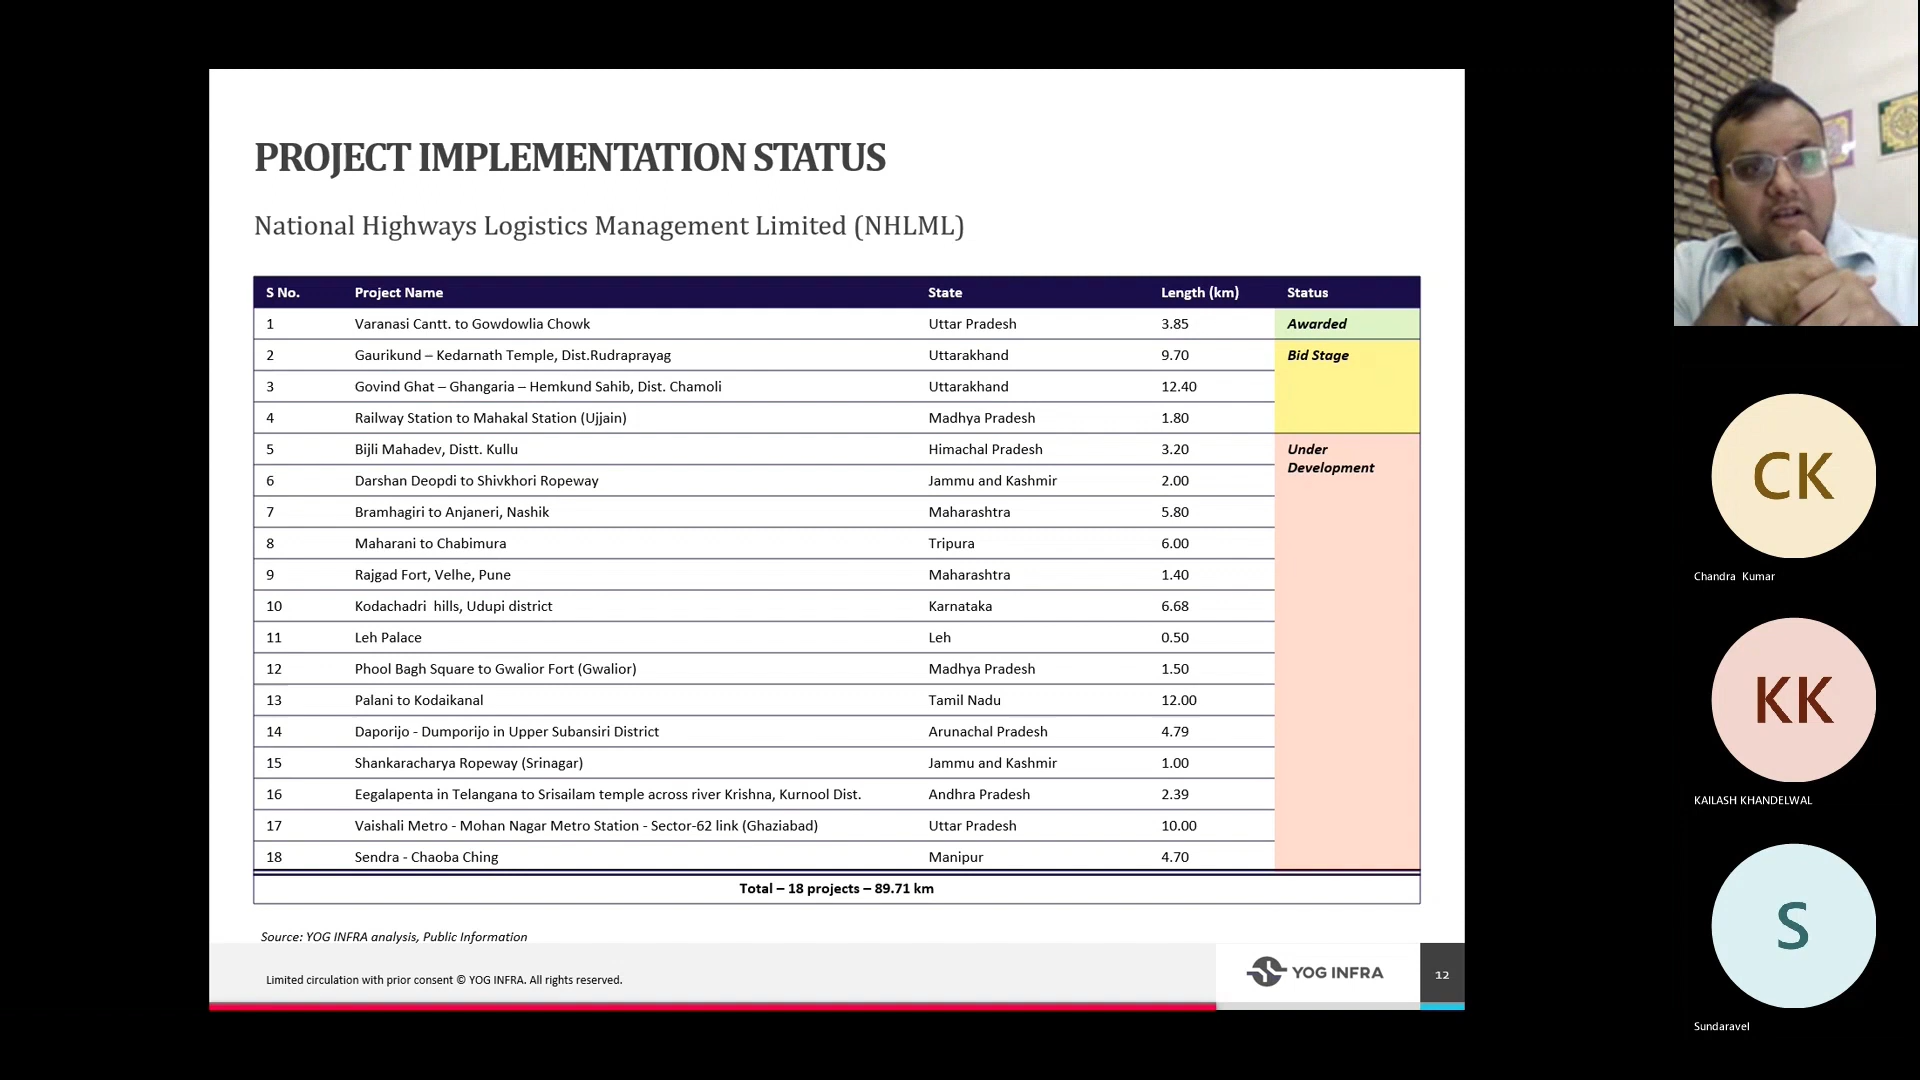 PROJECT IMPLEMENTATION STATUS
National Highways Logistics Management Limited (NHLML)
S No. Project Name State Length (km) Status
1 Varanasi Cantt. to Gowdowlia Chowk Uttar Pradesh 3.85 Awarded
2 Gaurikund – Kedarnath Temple, Dist.Rudraprayag Uttarakhand 9.70 Bid Stage
3 Govind Ghat – Ghangaria – Hemkund Sahib, Dist. Chamoli Uttarakhand 12.40
4 Railway Station to Mahakal Station (Ujjain) Madhya Pradesh 1.80
5 Bijli Mahadev, Distt. Kullu Himachal Pradesh 3.20 Under
Development
6 Darshan Deopdi to Shivkhori Ropeway Jammu and Kashmir 2.00
7 Bramhagiri to Anjaneri, Nashik Maharashtra 5.80
8 Maharani to Chabimura Tripura 6.00
9 Rajgad Fort, Velhe, Pune Maharashtra 1.40
10 Kodachadri hills, Udupi district Karnataka 6.68
11 Leh Palace Leh 0.50
12 Phool Bagh Square to Gwalior Fort (Gwalior) Madhya Pradesh 1.50
13 Palani to Kodaikanal Tamil Nadu 12.00
14 Daporijo - Dumporijo in Upper Subansiri District Arunachal Pradesh 4.79
15 Shankaracharya Ropeway (Srinagar) Jammu and Kashmir 1.00
16 Eegalapenta in Telangana to Srisailam temple across river Krishna, Kurnool Dist. Andhra Pradesh 2.39
17 Vaishali Metro - Mohan Nagar Metro Station - Sector-62 link (Ghaziabad) Uttar Pradesh 10.00
18 Sendra - Chaoba Ching Manipur 4.70
Total – 18 projects – 89.71 km
Source: YOG INFRA analysis, Public Information
Limited circulation with prior consent © YOG INFRA. All rights reserved.
YOG INFRA
12
CK
Chandra Kumar
KK
KAILASH KHANDELWAL
S
Sundaravel